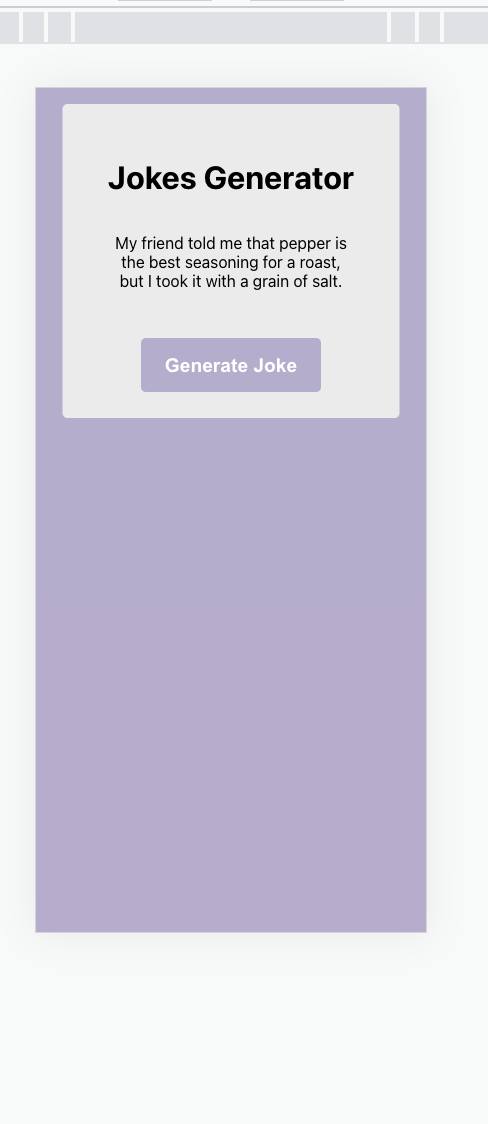 Jokes Generator
My friend told me that pepper is
the best seasoning for a roast,
but I took it with a grain of salt.
Generate Joke